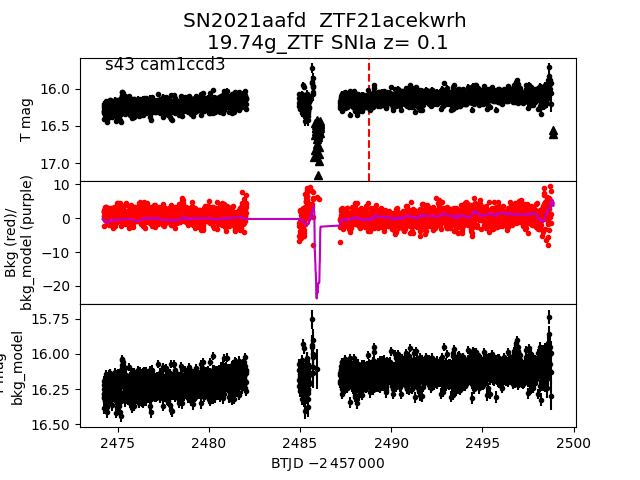 SN2021aafd ZTF21acekwrh
19.74g_ZTF SNIa z= 0.1
s43 cam1ccd3
T mag
16.0
16.5
17.0
Bkg (red)/
bkg_model (purple)
10
0
−10
−20
mag
bkg_model
15.75
16.00
16.25
16.50
2475 2480 2485 2490 2495 2500
BTJD −2 457 000